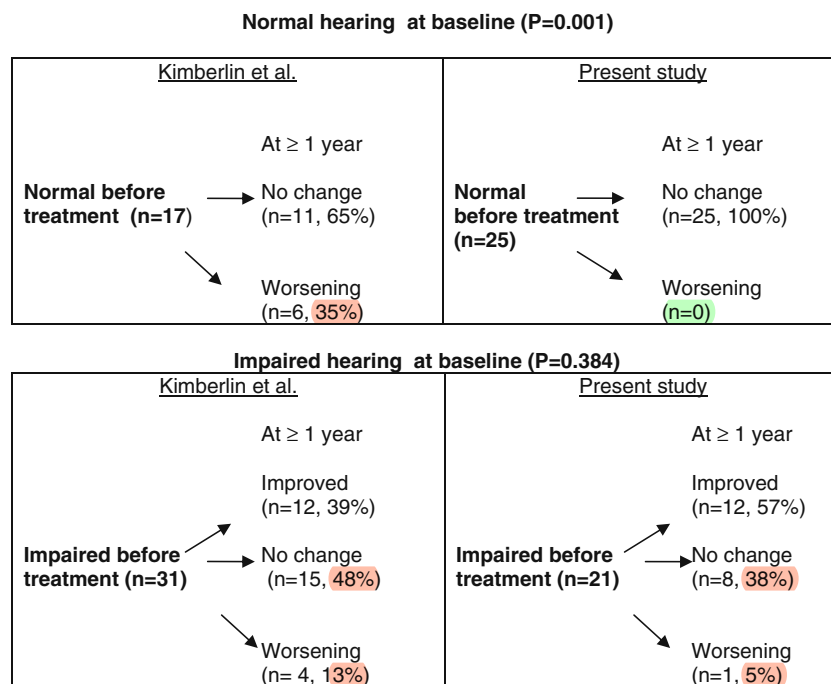 Normal hearing at baseline (P=0.001)
Kimberlin et al.
At ≥ 1 year
Normal before
treatment (n=17)
No change
(n=11, 65%)
Worsening
(n=6, 35%)
Present study
At ≥ 1 year
Normal
before treatment
(n=25)
No change
(n=25, 100%)
Worsening
(n=0)
Impaired hearing at baseline (P=0.384)
Kimberlin et al.
At ≥ 1 year
Improved
(n=12, 39%)
Impaired before
treatment (n=31)
No change
(n=15, 48%)
Worsening
(n= 4, 13%)
Present study
At ≥ 1 year
Improved
(n=12, 57%)
Impaired before
treatment (n=21)
No change
(n=8, 38%)
Worsening
(n=1, 5%)